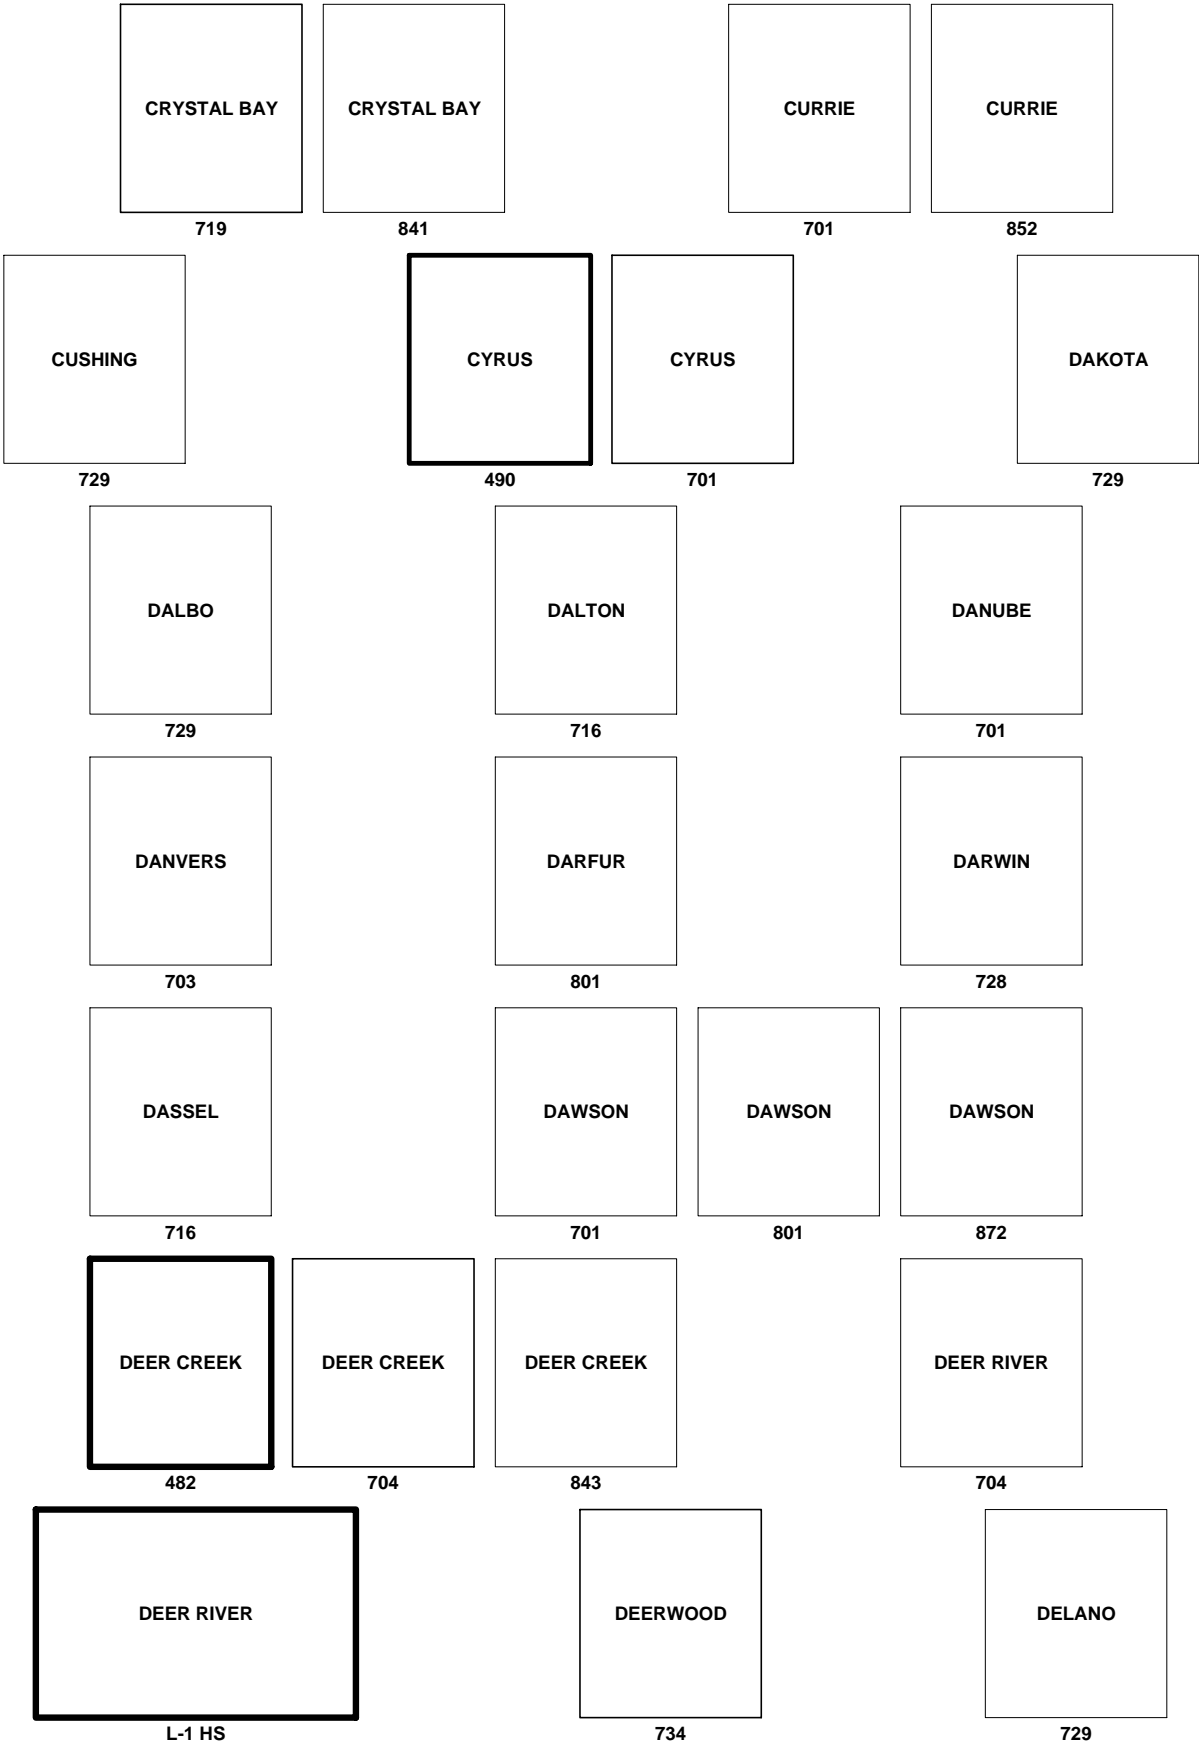 CRYSTAL BAY CRYSTAL BAY CURRIE CURRIE
719 841 701 852
CUSHING CYRUS CYRUS DAKOTA
729 490 701 729
DALBO DALTON DANUBE
729 716 701
DANVERS DARFUR DARWIN
703 801 728
DASSEL DAWSON DAWSON DAWSON
716 701 801 872
DEER CREEK DEER CREEK DEER CREEK DEER RIVER
482 704 843 704
DEER RIVER DEERWOOD DELANO
L-1 HS 734 729